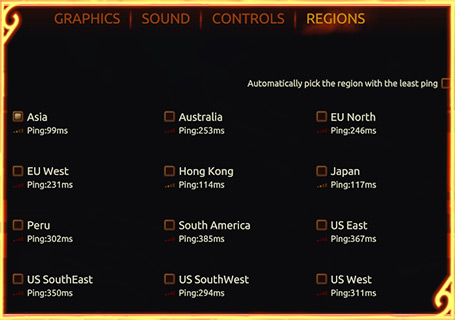 GRAPHICS SOUND CONTROLS REGIONS
Automatically pick the region with the least ping
Asia Australia EU North
Ping:99ms Ping:253ms Ping:246ms
EU West Hong Kong Japan
Ping:231ms Ping:114ms Ping:117ms
Peru South America US East
Ping:302ms Ping:385ms Ping:367ms
US SouthEast US SouthWest US West
Ping:350ms Ping:294ms Ping:311ms